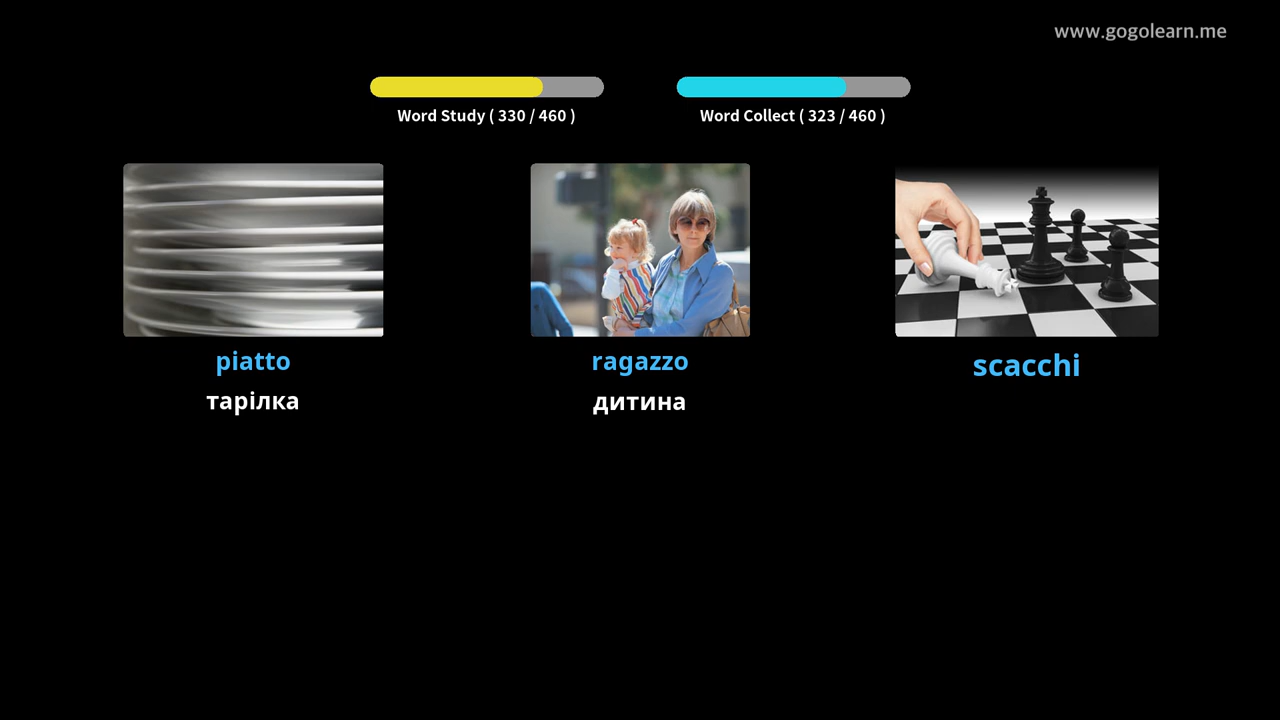 www.gogolearn.me
Word Study ( 330 / 460 )
Word Collect ( 323 / 460 )
piatto
тарілка
ragazzo
дитина
scacchi